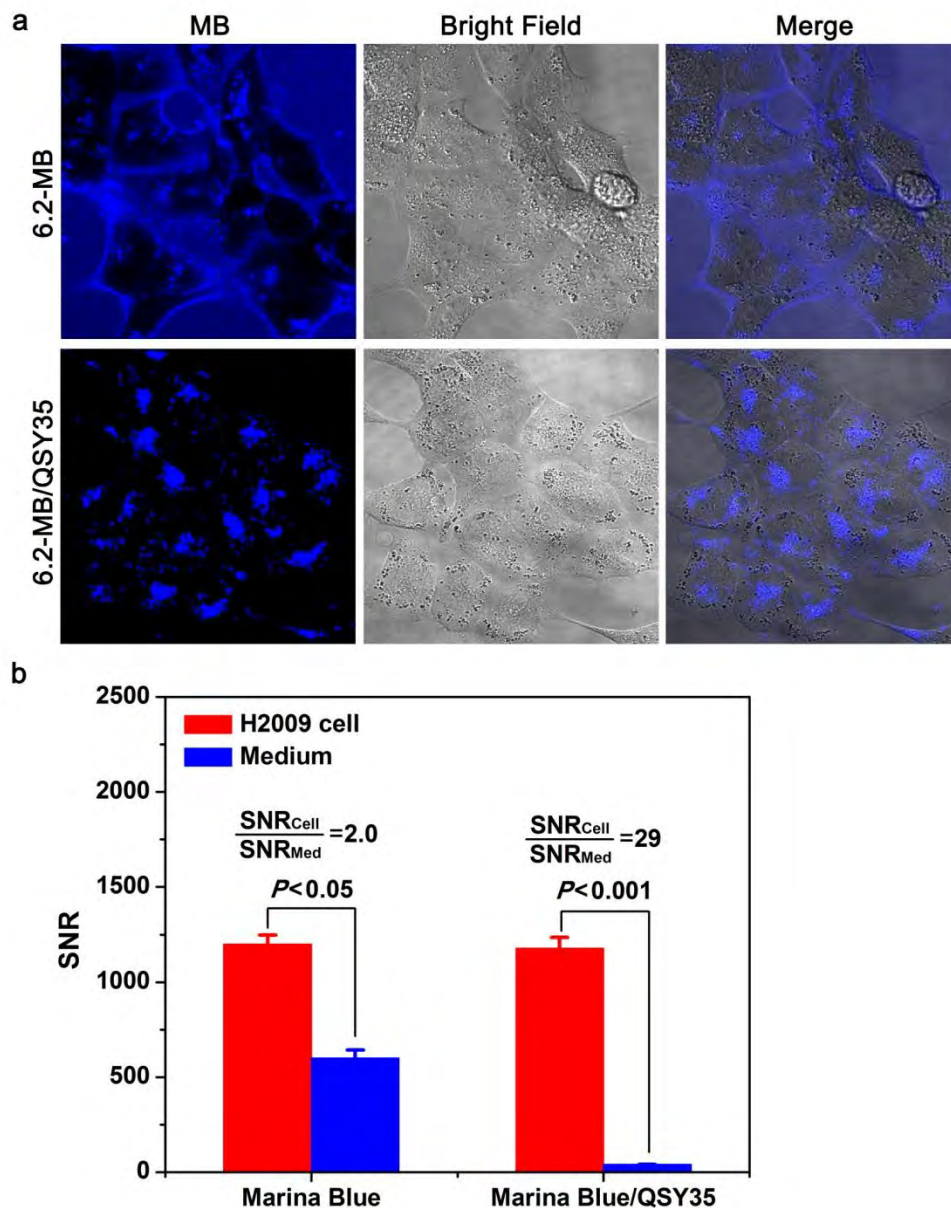 a
MB Bright Field Merge
6.2-MB
6.2-MB/QSY35
b
2500
2000
1500
1000
500
0
SNR
H2009 cell
Medium
SNRCell
SNRMed
=2.0
P<0.05
SNRCell
SNRMed
=29
P<0.001
Marina Blue Marina Blue/QSY35